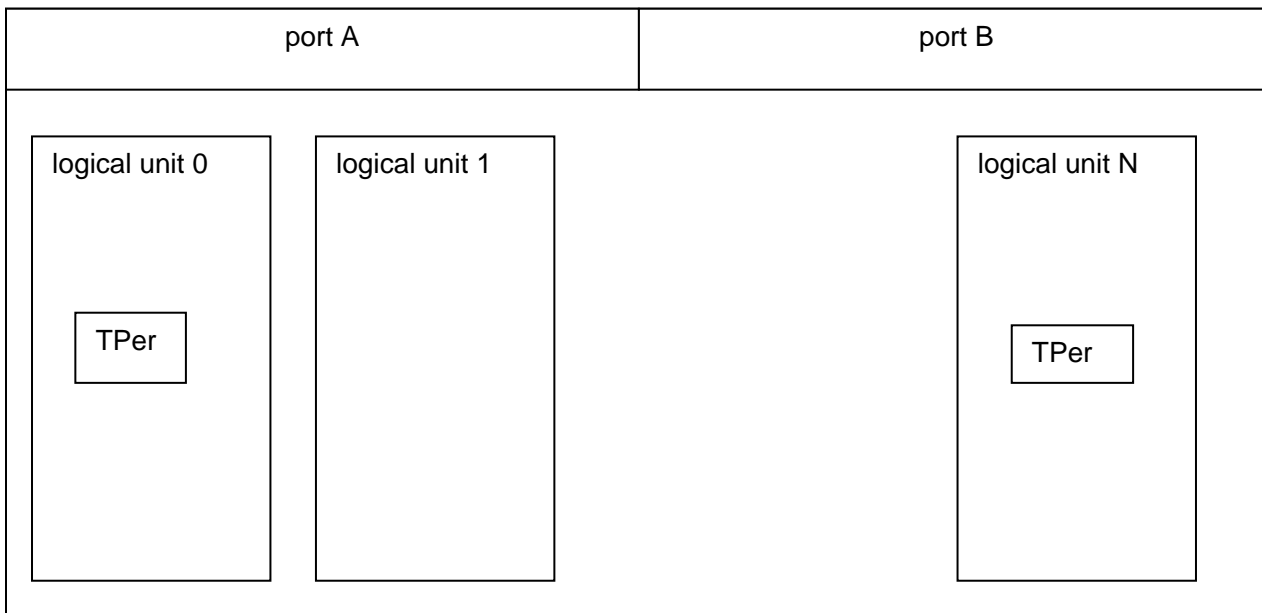 port A
port B
logical unit 0
logical unit 1
logical unit N
TPer
TPer